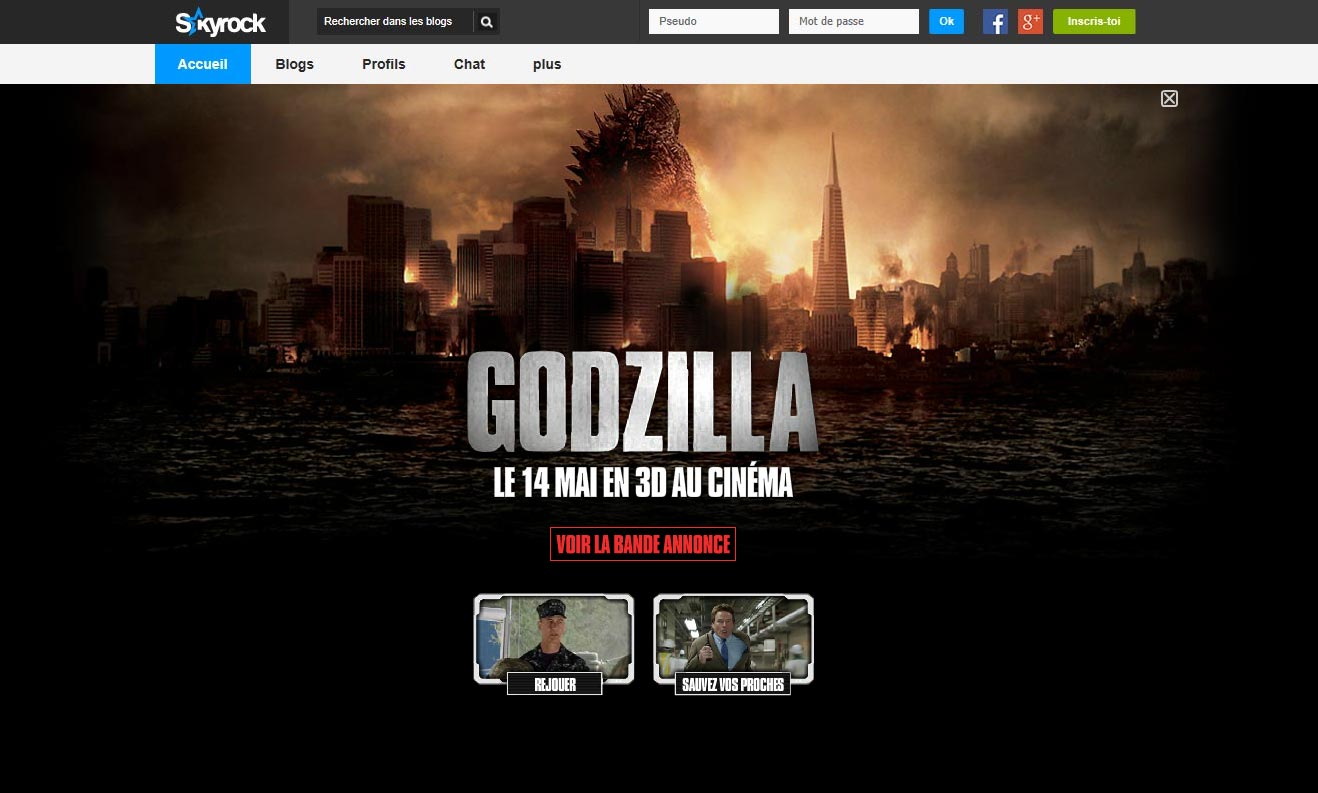 Skyrock
Rechercher dans les blogs
Pseudo
Mot de passe
Ok
f
g+
Inscris-toi
Accueil
Blogs
Profils
Chat
plus
GODZILLA
LE 14 MAI EN 3D AU CINÉMA
VOIR LA BANDE ANNONCE
REJOUER
SAUVEZ VOS PROCHES